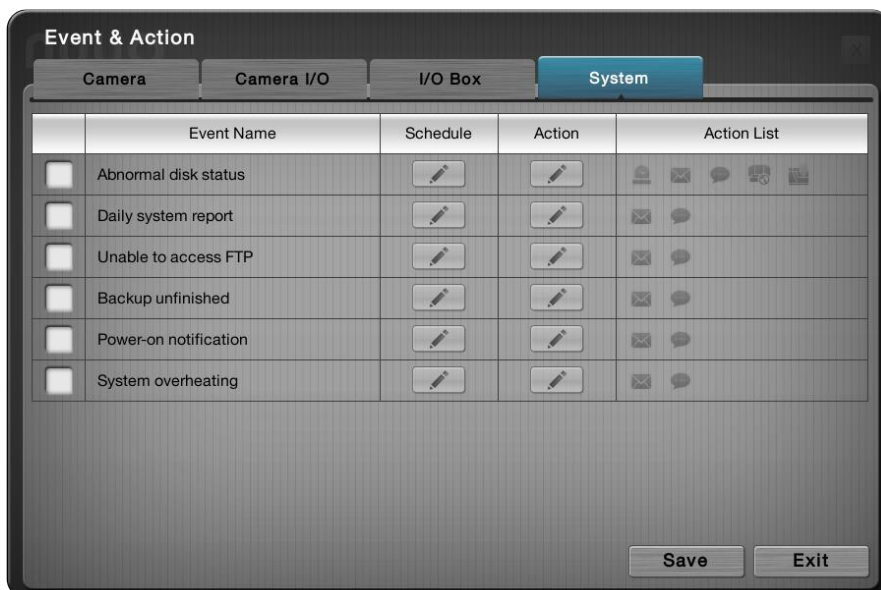 Event & Action
X
Camera Camera I/O I/O Box System
Event Name Schedule Action Action List
Abnormal disk status
Daily system report
Unable to access FTP
Backup unfinished
Power-on notification
System overheating
Save Exit